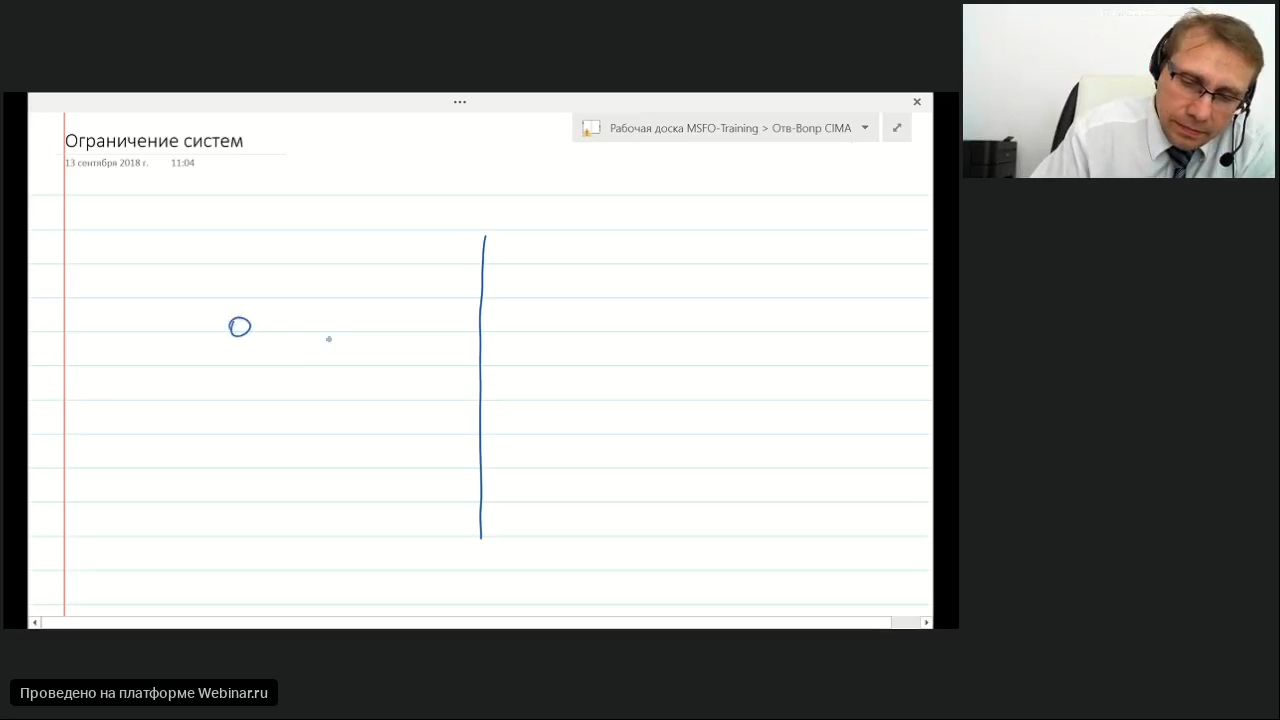 Рабочая доска MSFO-Training > Отв-Вопр CIMA
Ограничение систем
13 сентября 2018 г. 11:04
Проведено на платформе Webinar.ru